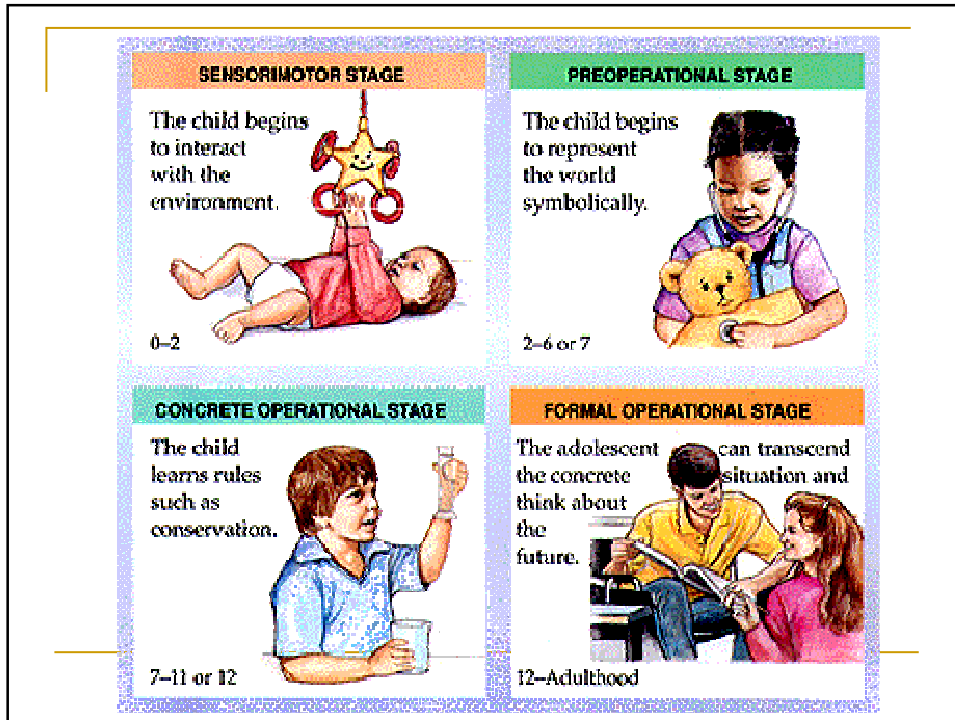 SENSORIMOTOR STAGE
The child begins
to interact
with the
environment.
0–2
PREOPERATIONAL STAGE
The child begins
to represent
the world
symbolically.
2–6 or 7
CONCRETE OPERATIONAL STAGE
The child
learns rules
such as
conservation.
7–11 or 12
FORMAL OPERATIONAL STAGE
The adolescent can transcend
the concrete situation and
think about
the
future.
12–Adulthood